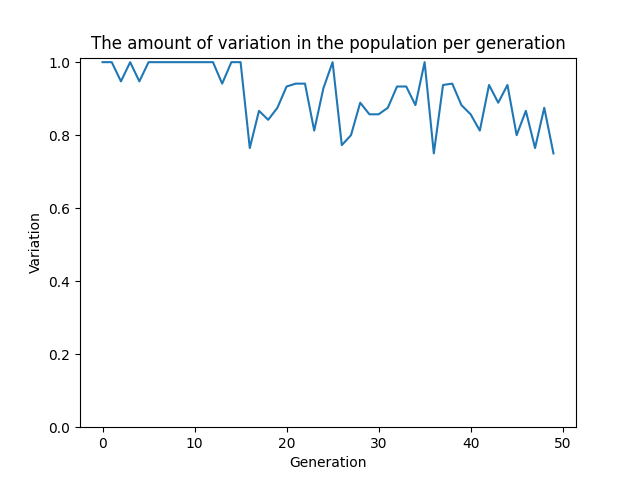 The amount of variation in the population per generation
1.0
0.8
0.6
0.4
0.2
0.0
Variation
0 10 20 30 40 50
Generation